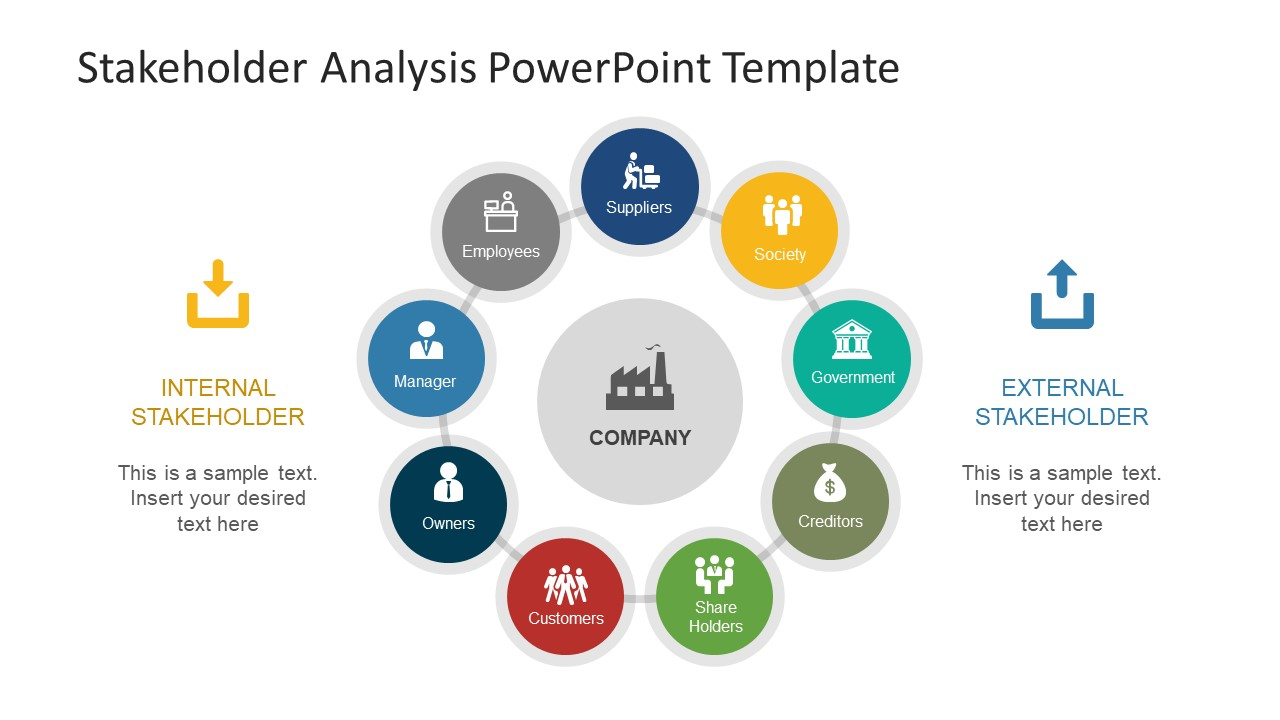 Stakeholder Analysis PowerPoint Template
Suppliers
Employees
Society
Manager
Government
INTERNAL
STAKEHOLDER
EXTERNAL
STAKEHOLDER
COMPANY
This is a sample text.
Insert your desired
text here
This is a sample text.
Insert your desired
text here
Owners
Creditors
$
Customers
Share
Holders